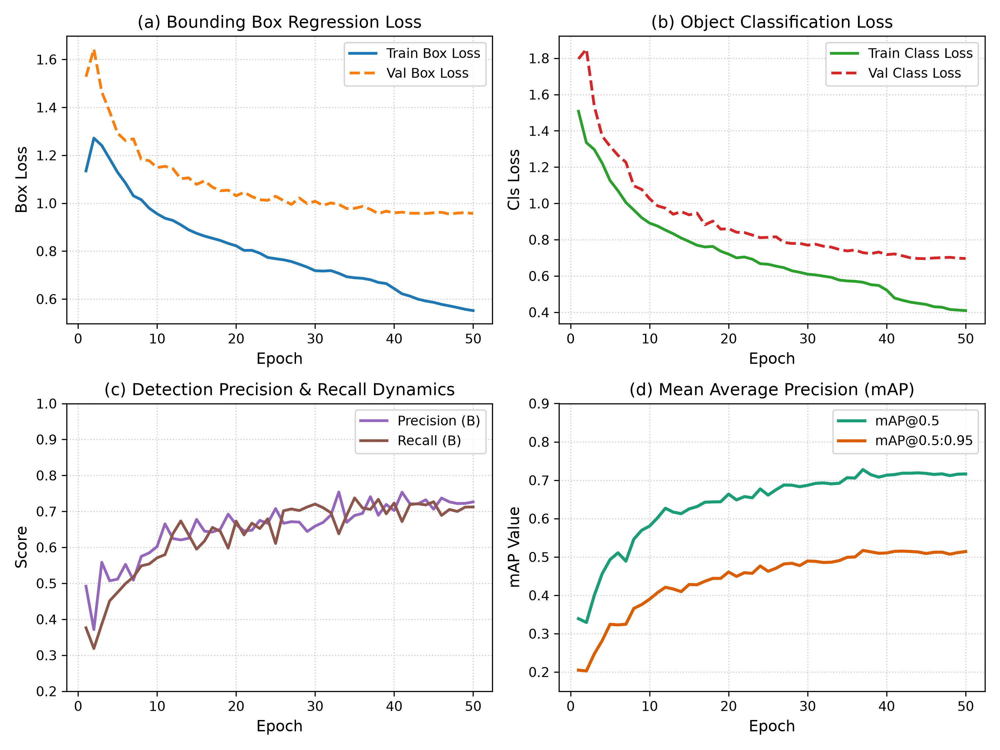 (a) Bounding Box Regression Loss
Box Loss
1.6
1.4
1.2
1.0
0.8
0.6
Train Box Loss
Val Box Loss
0 10 20 30 40 50
Epoch
(b) Object Classification Loss
Cls Loss
1.8
1.6
1.4
1.2
1.0
0.8
0.6
0.4
Train Class Loss
Val Class Loss
0 10 20 30 40 50
Epoch
(c) Detection Precision & Recall Dynamics
Score
1.0
0.9
0.8
0.7
0.6
0.5
0.4
0.3
0.2
Precision (B)
Recall (B)
0 10 20 30 40 50
Epoch
(d) Mean Average Precision (mAP)
mAP Value
0.9
0.8
0.7
0.6
0.5
0.4
0.3
0.2
mAP@0.5
mAP@0.5:0.95
0 10 20 30 40 50
Epoch